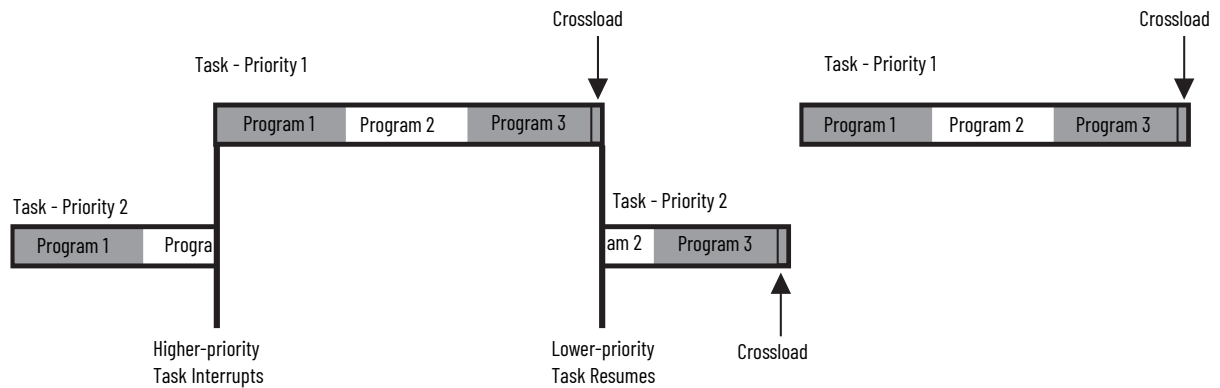 Crossload
Crossload
Task - Priority 1
Task - Priority 1
Program 1
Program 2
Program 3
Program 1
Program 2
Program 3
Task - Priority 2
Task - Priority 2
Program 1
Progra
am 2
Program 3
Higher-priority
Task Interrupts
Lower-priority
Task Resumes
Crossload